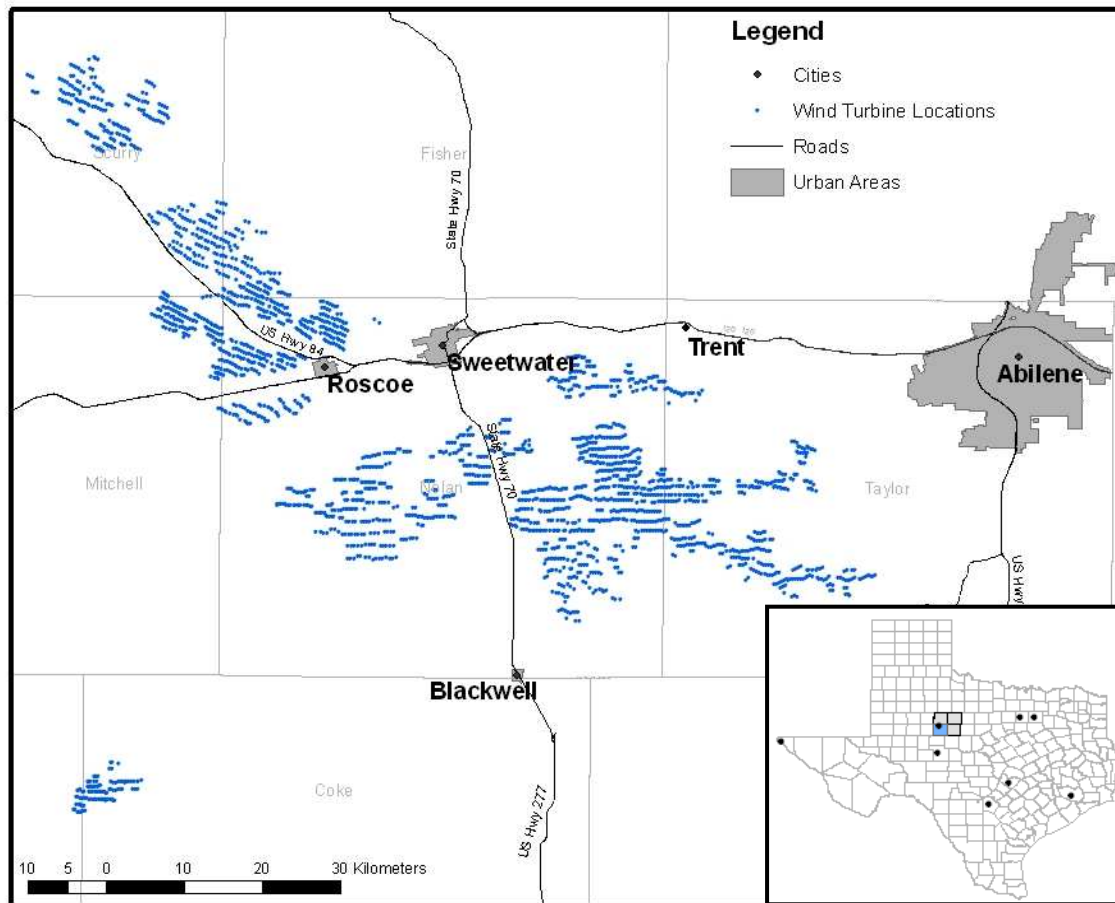 Legend
Cities
Wind Turbine Locations
Roads
Urban Areas
Scurry
Fisher
State Hwy 70
US Hwy 84
Sweetwater
Trent
Roscoe
Abilene
State Hwy 70
Mitchell
Nolan
Taylor
US Hwy
Blackwell
Coke
US Hwy 277
10 5 0 10 20 30 Kilometers